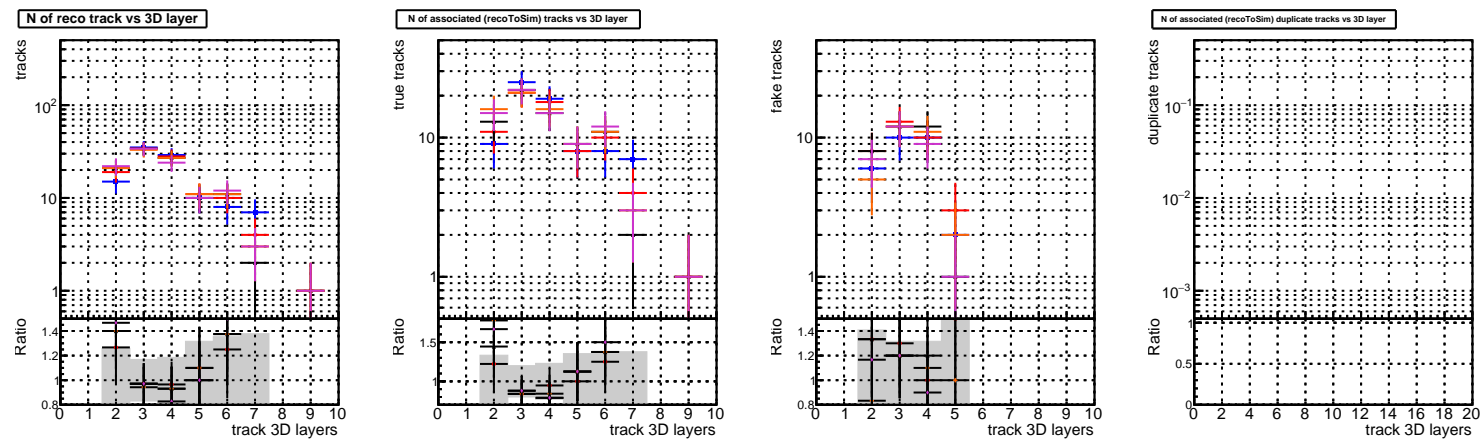 N of reco track vs 3D layer
tracks
10²
10
1
Ratio
1.4
1.2
1
0.8
0 1 2 3 4 5 6 7 8 9 10
track 3D layers
N of associated (recoToSim) tracks vs 3D layer
true tracks
10
1
Ratio
1.5
1
0 1 2 3 4 5 6 7 8 9 10
track 3D layers
fake tracks
10
1
Ratio
1.4
1.2
1
0.8
0 1 2 3 4 5 6 7 8 9 10
track 3D layers
N of associated (recoToSim) duplicate tracks vs 3D layer
duplicate tracks
10⁻¹
10⁻²
10⁻³
Ratio
1
0.5
0
0 2 4 6 8 10 12 14 16 18 20
track 3D layers